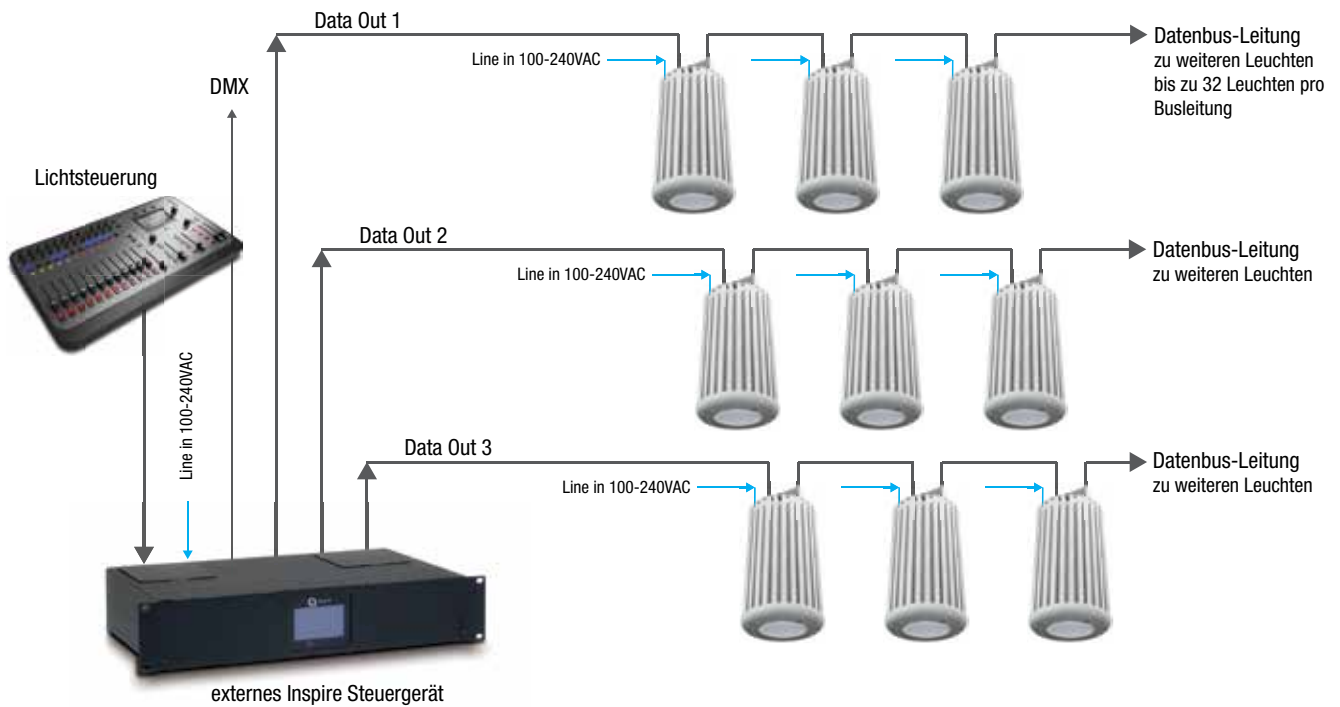 Data Out 1
Line in 100-240VAC
Datenbus-Leitung
zu weiteren Leuchten
bis zu 32 Leuchten pro
Busleitung
DMX
Lichtsteuerung
Data Out 2
Line in 100-240VAC
Datenbus-Leitung
zu weiteren Leuchten
Line in 100-240VAC
Data Out 3
Line in 100-240VAC
Datenbus-Leitung
zu weiteren Leuchten
externes Inspire Steuergerät